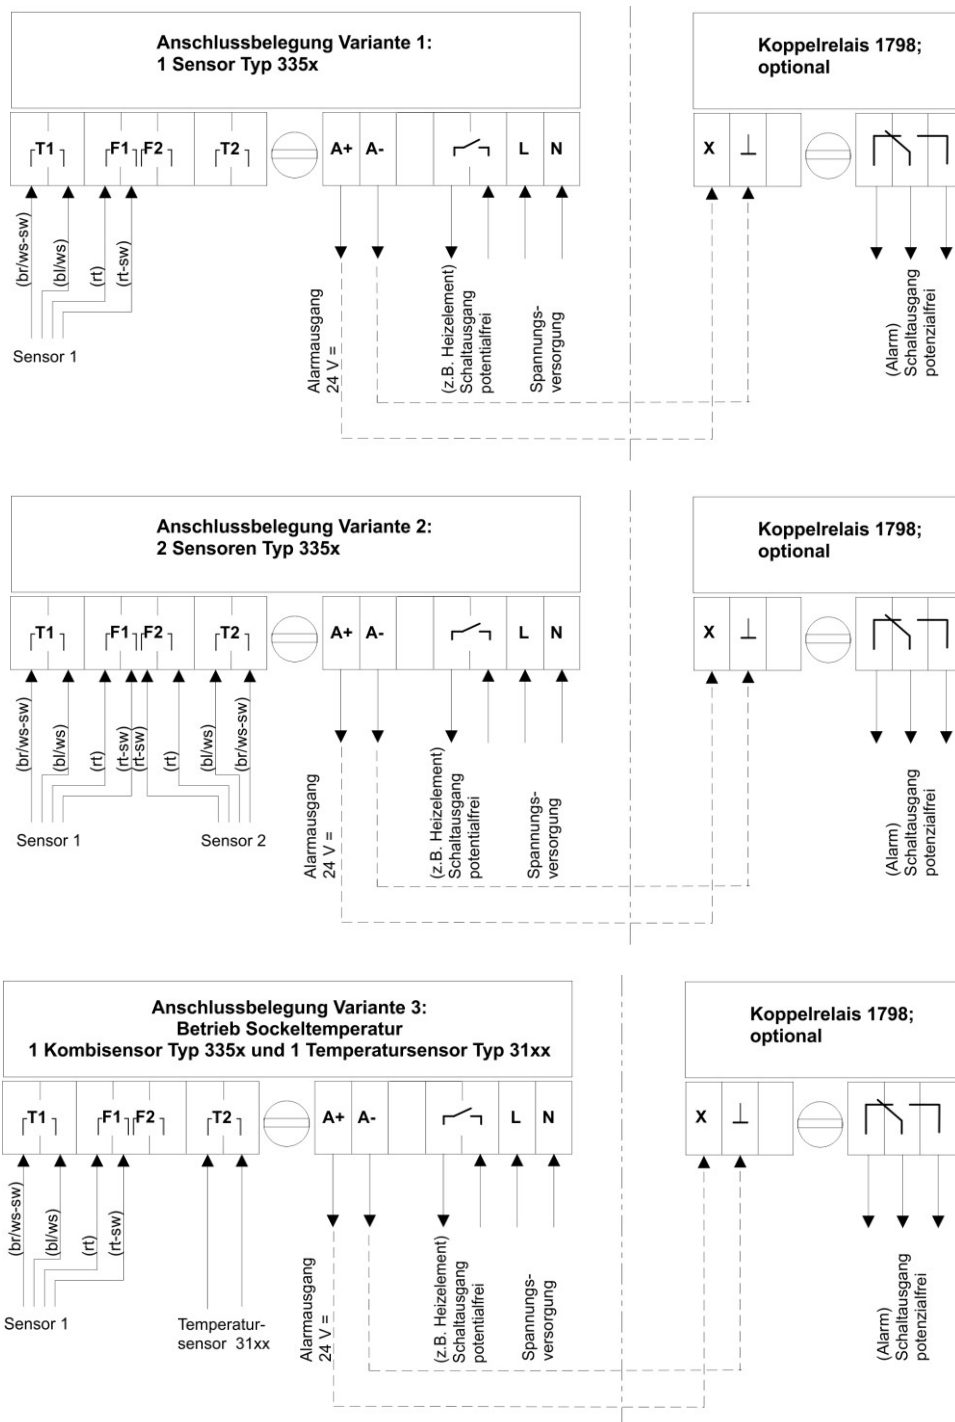 Anschlussbelegung Variante 1:
1 Sensor Typ 335x
Koppelrelais 1798;
optional
T1 F1 F2 T2 A+ A- L N X ⊥
(br/ws-sw)
(bl/ws)
(rt)
(rt-sw)
Sensor 1
Alarmausgang
24 V =
(z.B. Heizelement)
Schaltausgang
potentialfrei
Spannungs-
versorgung
(Alarm)
Schaltausgang
potenzialfrei
Anschlussbelegung Variante 2:
2 Sensoren Typ 335x
Koppelrelais 1798;
optional
T1 F1 F2 T2 A+ A- L N X ⊥
(br/ws-sw)
(bl/ws)
(rt)
(rt-sw)
(rt-sw)
(rt)
(bl/ws)
(br/ws-sw)
Sensor 1
Sensor 2
Alarmausgang
24 V =
(z.B. Heizelement)
Schaltausgang
potentialfrei
Spannungs-
versorgung
(Alarm)
Schaltausgang
potenzialfrei
Anschlussbelegung Variante 3:
Betrieb Sockeltemperatur
1 Kombisensor Typ 335x und 1 Temperatursensor Typ 31xx
Koppelrelais 1798;
optional
T1 F1 F2 T2 A+ A- L N X ⊥
(br/ws-sw)
(bl/ws)
(rt)
(rt-sw)
Sensor 1
Temperatur-
sensor 31xx
Alarmausgang
24 V =
(z.B. Heizelement)
Schaltausgang
potentialfrei
Spannungs-
versorgung
(Alarm)
Schaltausgang
potenzialfrei